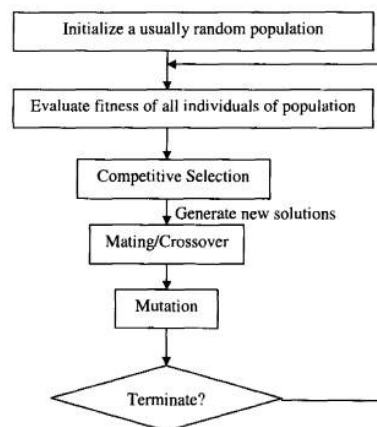 Initialize a usually random population
Evaluate fitness of all individuals of population
Competitive Selection
Generate new solutions
Mating/Crossover
Mutation
Terminate?